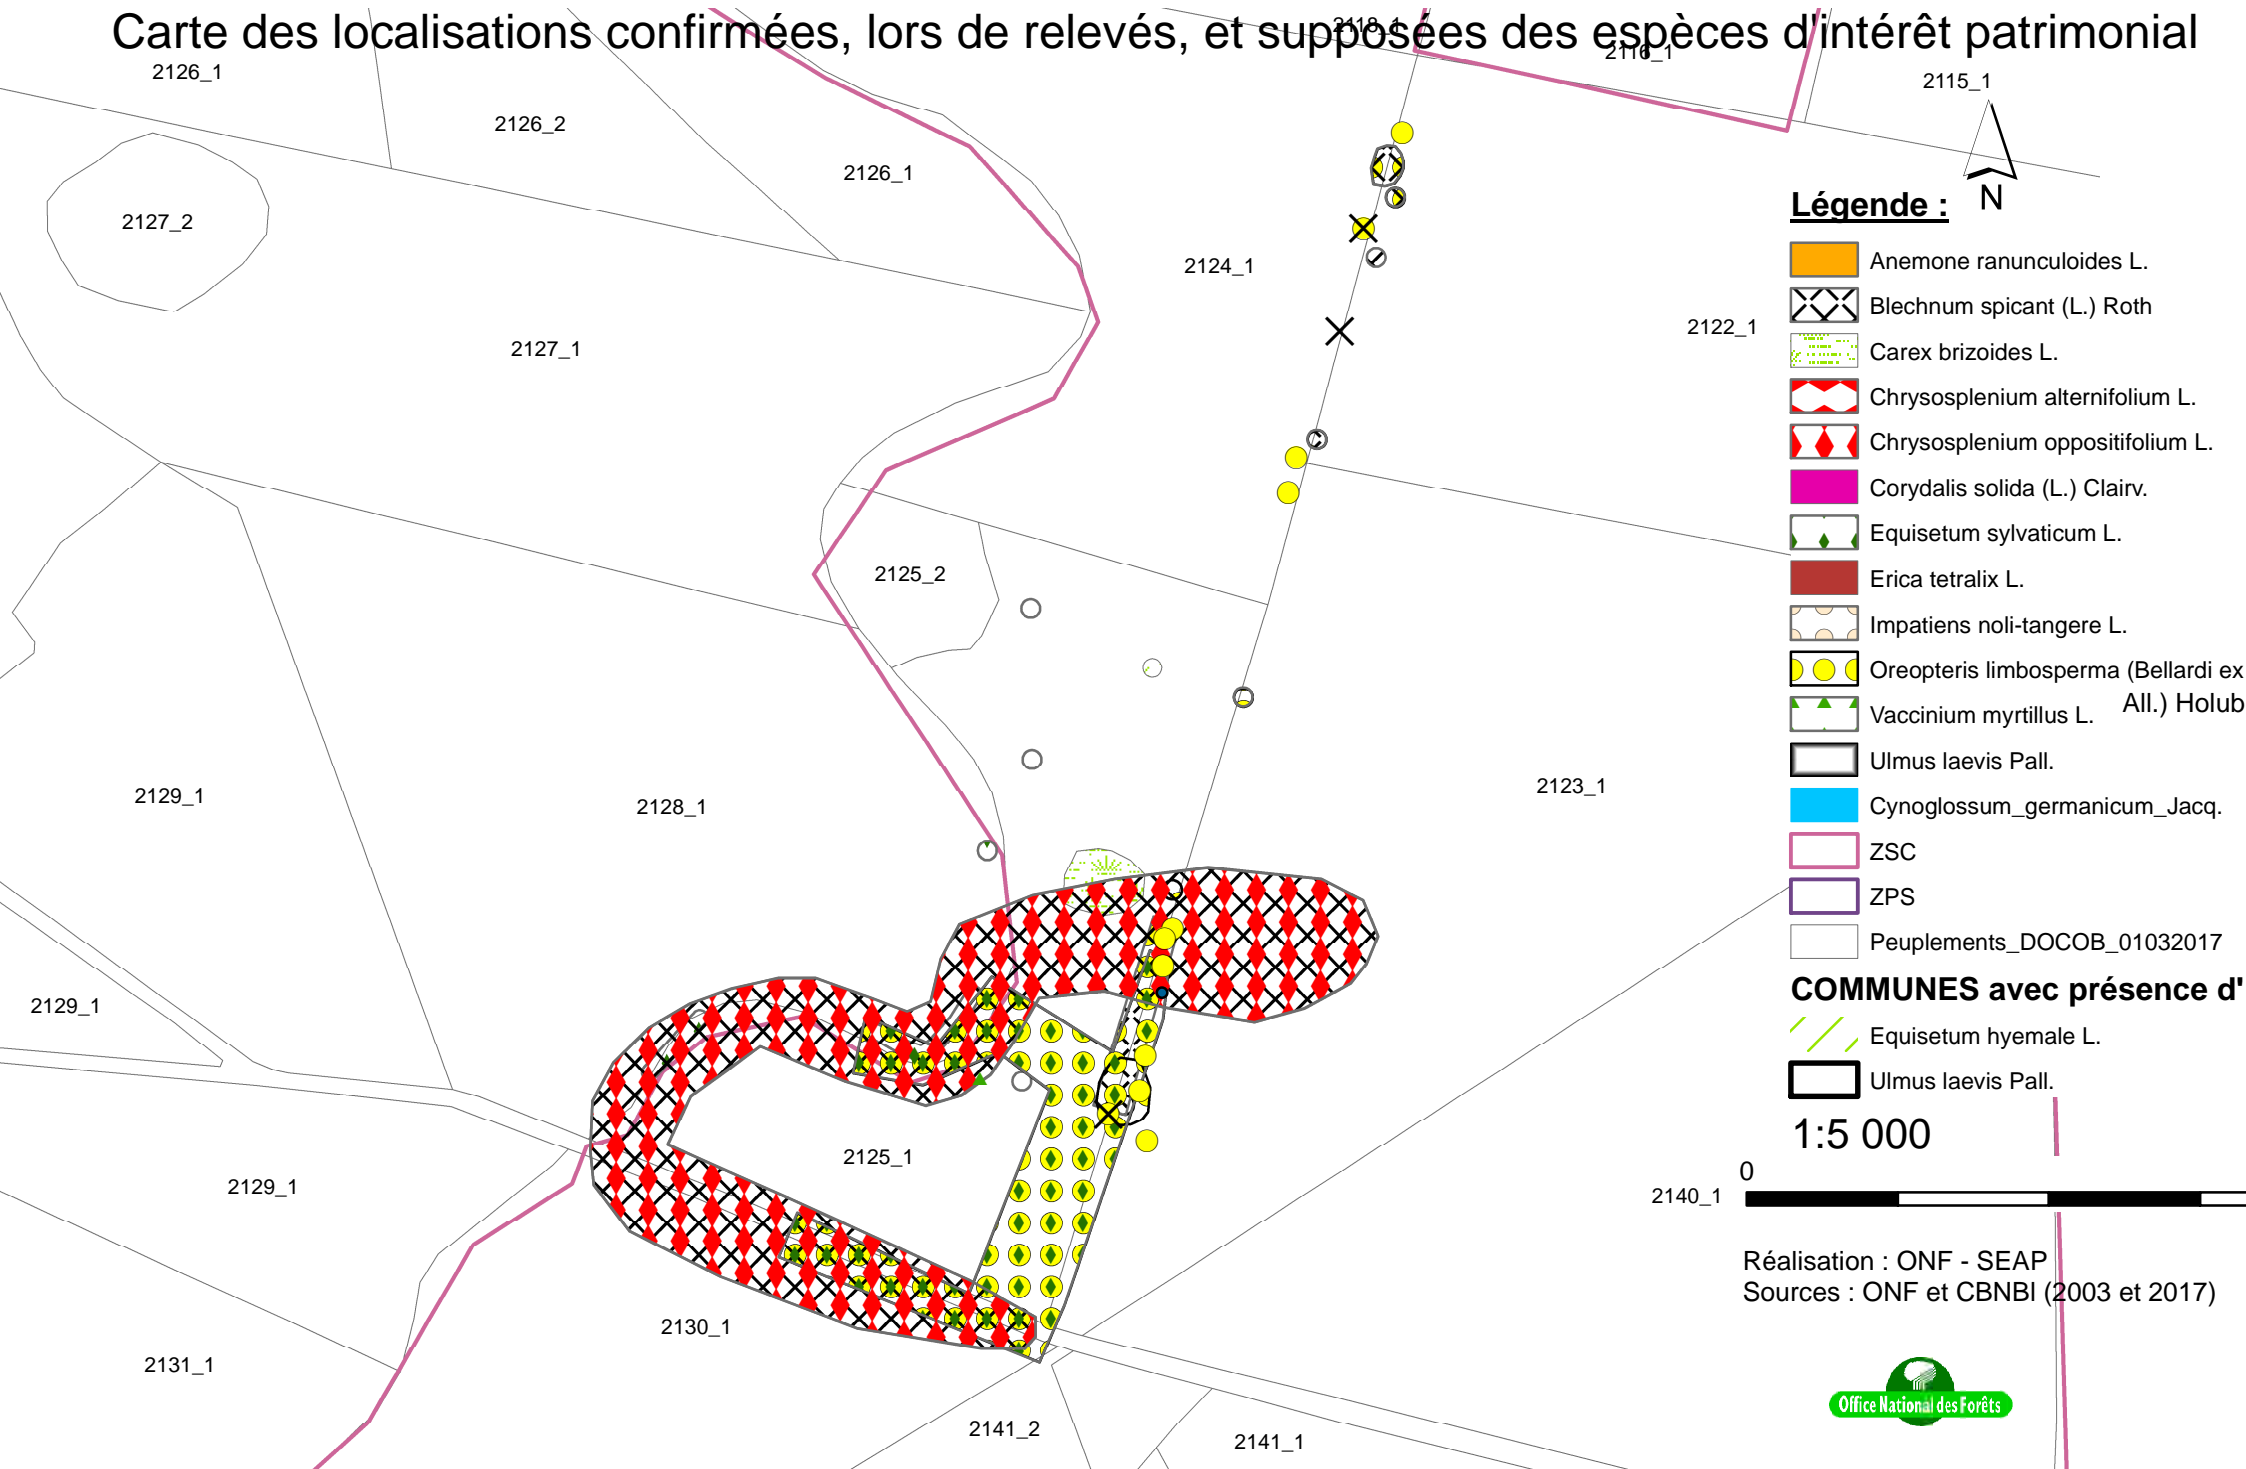 Carte des localisations confirmées, lors de relevés, et supposées des espèces d'intérêt patrimonial
2118_1
2116_1
2126_1
2115_1
2126_2
2126_1
2127_2
2124_1
2127_1
2122_1
2125_2
2129_1
2128_1
2123_1
2129_1
2125_1
2129_1
2140_1
2130_1
2131_1
2141_2
2141_1
N
Légende :
Anemone ranunculoides L.
Blechnum spicant (L.) Roth
Carex brizoides L.
Chrysosplenium alternifolium L.
Chrysosplenium oppositifolium L.
Corydalis solida (L.) Clairv.
Equisetum sylvaticum L.
Erica tetralix L.
Impatiens noli-tangere L.
Oreopteris limbosperma (Bellardi ex
All.) Holub
Vaccinium myrtillus L.
Ulmus laevis Pall.
Cynoglossum_germanicum_Jacq.
ZSC
ZPS
Peuplements_DOCOB_01032017
COMMUNES avec présence d'
Equisetum hyemale L.
Ulmus laevis Pall.
1:5 000
0
Réalisation : ONF - SEAP
Sources : ONF et CBNBl (2003 et 2017)
Office National des Forêts